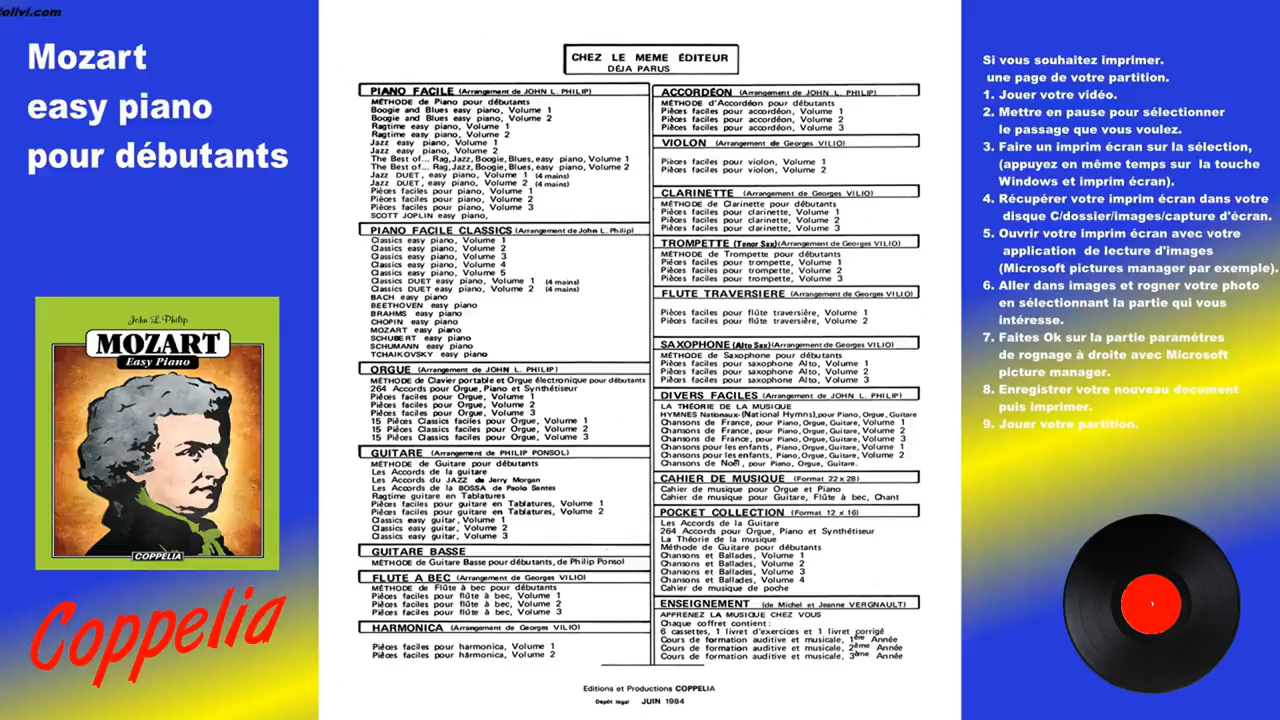 olivi.com
Mozart
easy piano
pour débutants
John L. Philip
MOZART
Easy Piano
COPPELIA
Coppelia
CHEZ LE MEME ÉDITEUR
DÉJA PARUS
PIANO FACILE (Arrangement de JOHN L. PHILIP)
MÉTHODE de Piano pour débutants
Boogie and Blues easy piano, Volume 1
Boogie and Blues easy piano, Volume 2
Ragtime easy piano, Volume 1
Ragtime easy piano, Volume 2
Jazz easy piano, Volume 1
Jazz easy piano, Volume 2
The Best of... Rag, Jazz, Boogie, Blues, easy piano, Volume 1
The Best of... Rag, Jazz, Boogie, Blues, easy piano, Volume 2
Jazz DUET, easy piano, Volume 1 (4 mains)
Jazz DUET, easy piano, Volume 2 (4 mains)
Pièces faciles pour piano, Volume 1
Pièces faciles pour piano, Volume 2
Pièces faciles pour piano, Volume 3
SCOTT JOPLIN easy piano,
PIANO FACILE CLASSICS (Arrangement de John L. Philip)
Classics easy piano, Volume 1
Classics easy piano, Volume 2
Classics easy piano, Volume 3
Classics easy piano, Volume 4
Classics easy piano, Volume 5
Classics DUET easy piano, Volume 1 (4 mains)
Classics DUET easy piano, Volume 2 (4 mains)
BACH easy piano
BEETHOVEN easy piano
BRAHMS easy piano
CHOPIN easy piano
MOZART easy piano
SCHUBERT easy piano
SCHUMANN easy piano
TCHAIKOVSKY easy piano
ORGUE (Arrangement de JOHN L. PHILIP)
MÉTHODE de Clavier portable et Orgue électronique pour débutants
264 Accords pour Orgue, Piano et Synthétiseur
Pièces faciles pour Orgue, Volume 1
Pièces faciles pour Orgue, Volume 2
Pièces faciles pour Orgue, Volume 3
15 Pièces Classics faciles pour Orgue, Volume 1
15 Pièces Classics faciles pour Orgue, Volume 2
15 Pièces Classics faciles pour Orgue, Volume 3
GUITARE (Arrangement de PHILIP PONSOL)
MÉTHODE de Guitare pour débutants
Les Accords de la guitare
Les Accords du JAZZ de Jerry Morgan
Les Accords de la BOSSA de Paolo Santes
Ragtime guitare en Tablatures
Pièces faciles pour guitare en Tablatures, Volume 1
Pièces faciles pour guitare en Tablatures, Volume 2
Classics easy guitar, Volume 1
Classics easy guitar, Volume 2
Classics easy guitar, Volume 3
GUITARE BASSE
MÉTHODE de Guitare Basse pour débutants, de Philip Ponsol
FLUTE A BEC (Arrangement de Georges VILIO)
MÉTHODE de Flûte à bec pour débutants
Pièces faciles pour flûte à bec, Volume 1
Pièces faciles pour flûte à bec, Volume 2
Pièces faciles pour flûte à bec, Volume 3
HARMONICA (Arrangement de Georges VILIO)
Pièces faciles pour harmonica, Volume 1
Pièces faciles pour harmonica, Volume 2
ACCORDÉON (Arrangement de JOHN L. PHILIP)
MÉTHODE d'Accordéon pour débutants
Pièces faciles pour accordéon, Volume 1
Pièces faciles pour accordéon, Volume 2
Pièces faciles pour accordéon, Volume 3
VIOLON (Arrangement de Georges VILIO)
Pièces faciles pour violon, Volume 1
Pièces faciles pour violon, Volume 2
CLARINETTE (Arrangement de Georges VILIO)
MÉTHODE de Clarinette pour débutants
Pièces faciles pour clarinette, Volume 1
Pièces faciles pour clarinette, Volume 2
Pièces faciles pour clarinette, Volume 3
TROMPETTE (Tenor Sax) (Arrangement de Georges VILIO)
MÉTHODE de Trompette pour débutants
Pièces faciles pour trompette, Volume 1
Pièces faciles pour trompette, Volume 2
Pièces faciles pour trompette, Volume 3
FLUTE TRAVERSIERE (Arrangement de Georges VILIO)
Pièces faciles pour flûte traversière, Volume 1
Pièces faciles pour flûte traversière, Volume 2
SAXOPHONE (Alto Sax) (Arrangement de Georges VILIO)
MÉTHODE de Saxophone pour débutants
Pièces faciles pour saxophone Alto, Volume 1
Pièces faciles pour saxophone Alto, Volume 2
Pièces faciles pour saxophone Alto, Volume 3
DIVERS FACILES (Arrangement de JOHN L. PHILIP)
LA THÉORIE DE LA MUSIQUE
HYMNES Nationaux-(National Hymns), pour Piano, Orgue, Guitare
Chansons de France, pour Piano, Orgue, Guitare, Volume 1
Chansons de France, pour Piano, Orgue, Guitare, Volume 2
Chansons de France, pour Piano, Orgue, Guitare, Volume 3
Chansons pour les enfants, Piano, Orgue, Guitare, Volume 1
Chansons pour les enfants, Piano, Orgue, Guitare, Volume 2
Chansons de Noël, pour Piano, Orgue, Guitare.
CAHIER DE MUSIQUE (Format 22 x 28)
Cahier de musique pour Orgue et Piano
Cahier de musique pour Guitare, Flûte à bec, Chant
POCKET COLLECTION (Format 12 x 16)
Les Accords de la Guitare
264 Accords pour Orgue, Piano et Synthétiseur
La Théorie de la musique
Méthode de Guitare pour débutants
Chansons et Ballades, Volume 1
Chansons et Ballades, Volume 2
Chansons et Ballades, Volume 3
Chansons et Ballades, Volume 4
Cahier de musique de poche
ENSEIGNEMENT (de Michel et Jeanne VERGNAULT)
APPRENEZ LA MUSIQUE CHEZ VOUS
Chaque coffret contient :
6 cassettes, 1 livret d'exercices et 1 livret corrigé
Cours de formation auditive et musicale, 1ère Année
Cours de formation auditive et musicale, 2ème Année
Cours de formation auditive et musicale, 3ème Année
Editions et Productions COPPELIA
Dépôt légal JUIN 1984
Si vous souhaitez imprimer.
une page de votre partition.
1. Jouer votre vidéo.
2. Mettre en pause pour sélectionner
le passage que vous voulez.
3. Faire un imprim écran sur la sélection,
(appuyez en même temps sur la touche
Windows et imprim écran).
4. Récupérer votre imprim écran dans votre
disque C/dossier/images/capture d'écran.
5. Ouvrir votre imprim écran avec votre
application de lecture d'images
(Microsoft pictures manager par exemple).
6. Aller dans images et rogner votre photo
en sélectionnant la partie qui vous
intéresse.
7. Faites Ok sur la partie paramétres
de rognage à droite avec Microsoft
picture manager.
8. Enregistrer votre nouveau document
puis imprimer.
9. Jouer votre partition.